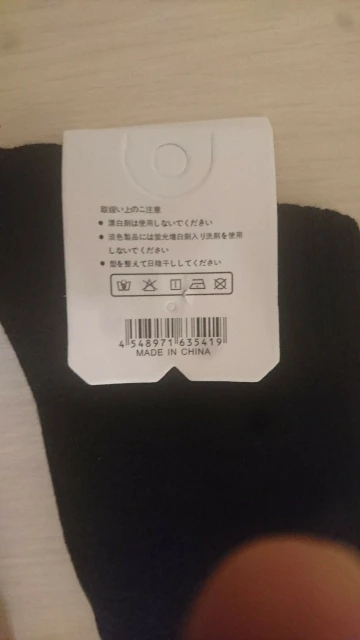 取扱い上のご注意
● 漂白剤は使用しないでください
● 淡色製品には蛍光増白剤入り洗剤を使用
しないでください
● 型を整えて日陰干ししてください
4 548971 635419
MADE IN CHINA